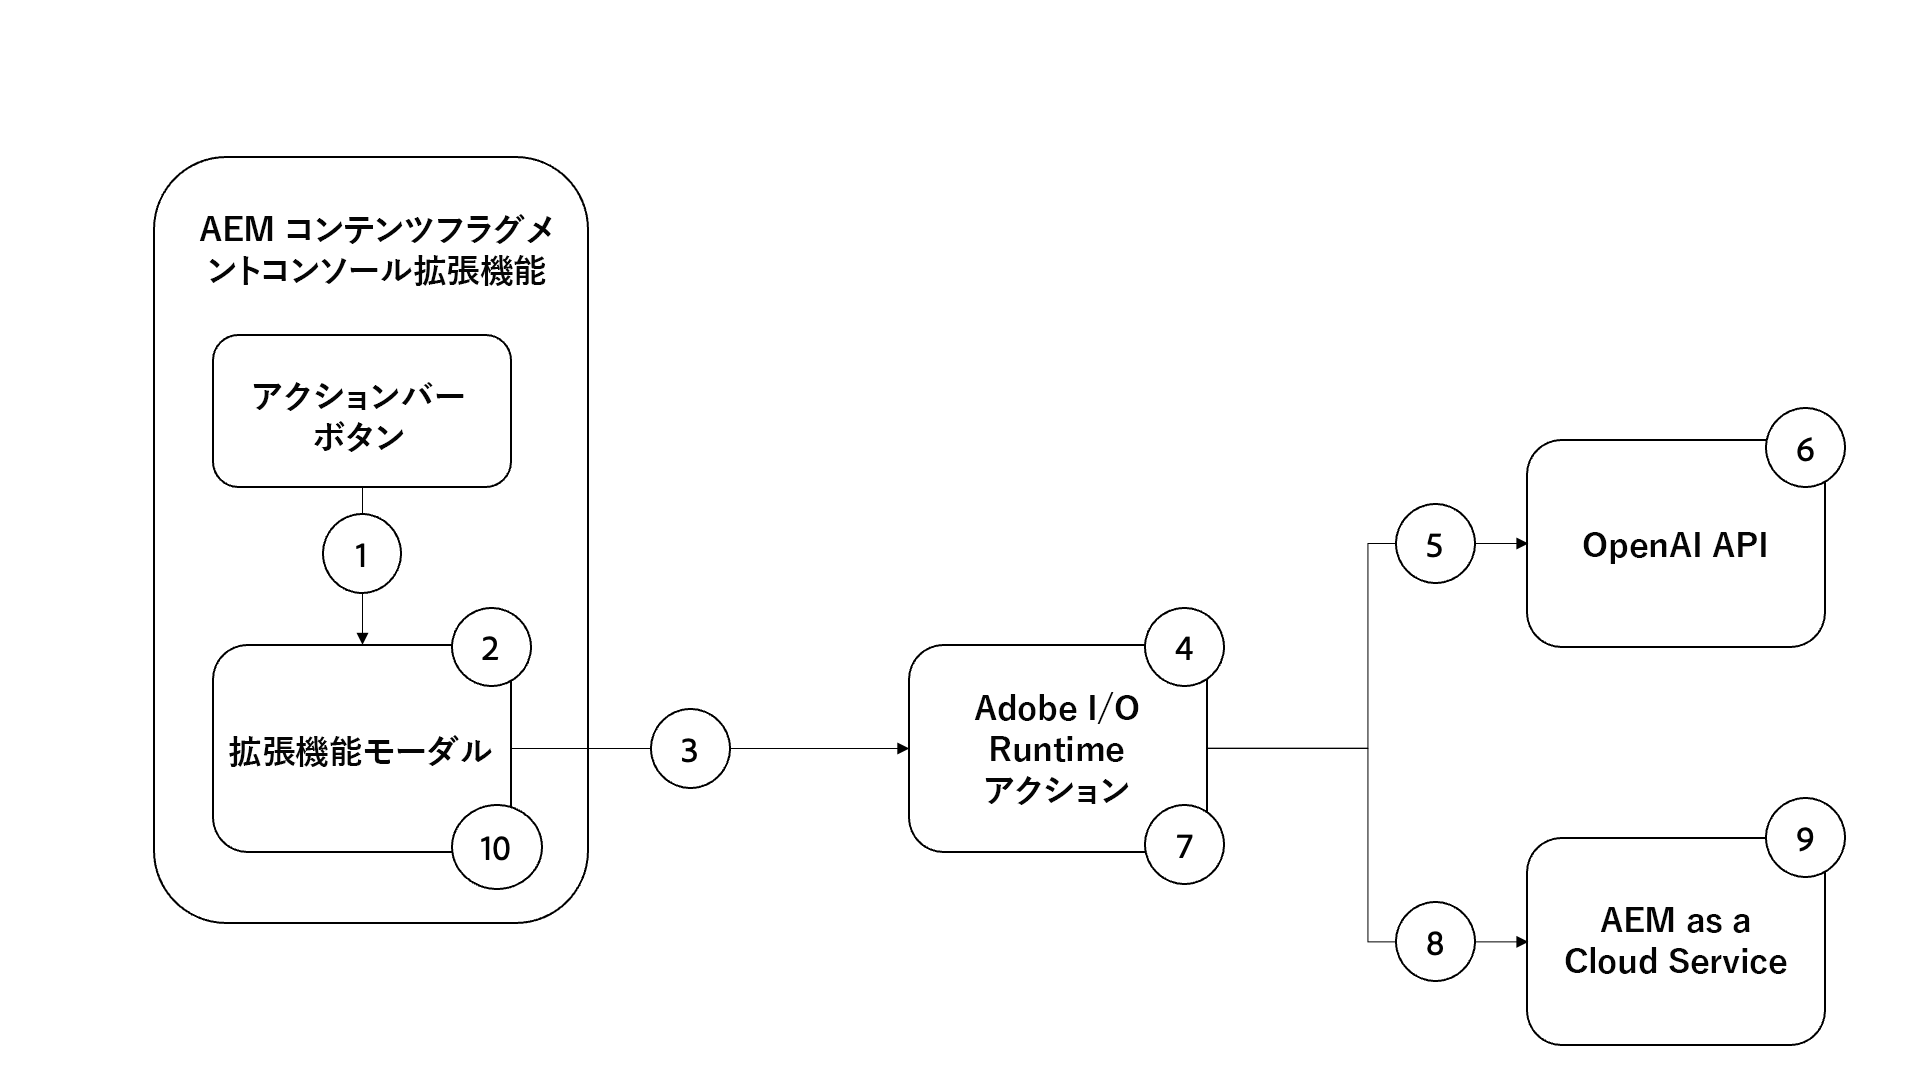 AEM コンテンツフラグメ
ントコンソール拡張機能
アクションバー
ボタン
1
2
拡張機能モーダル
10
3
4
Adobe I/O
Runtime
アクション
7
5
6
OpenAI API
8
9
AEM as a
Cloud Service